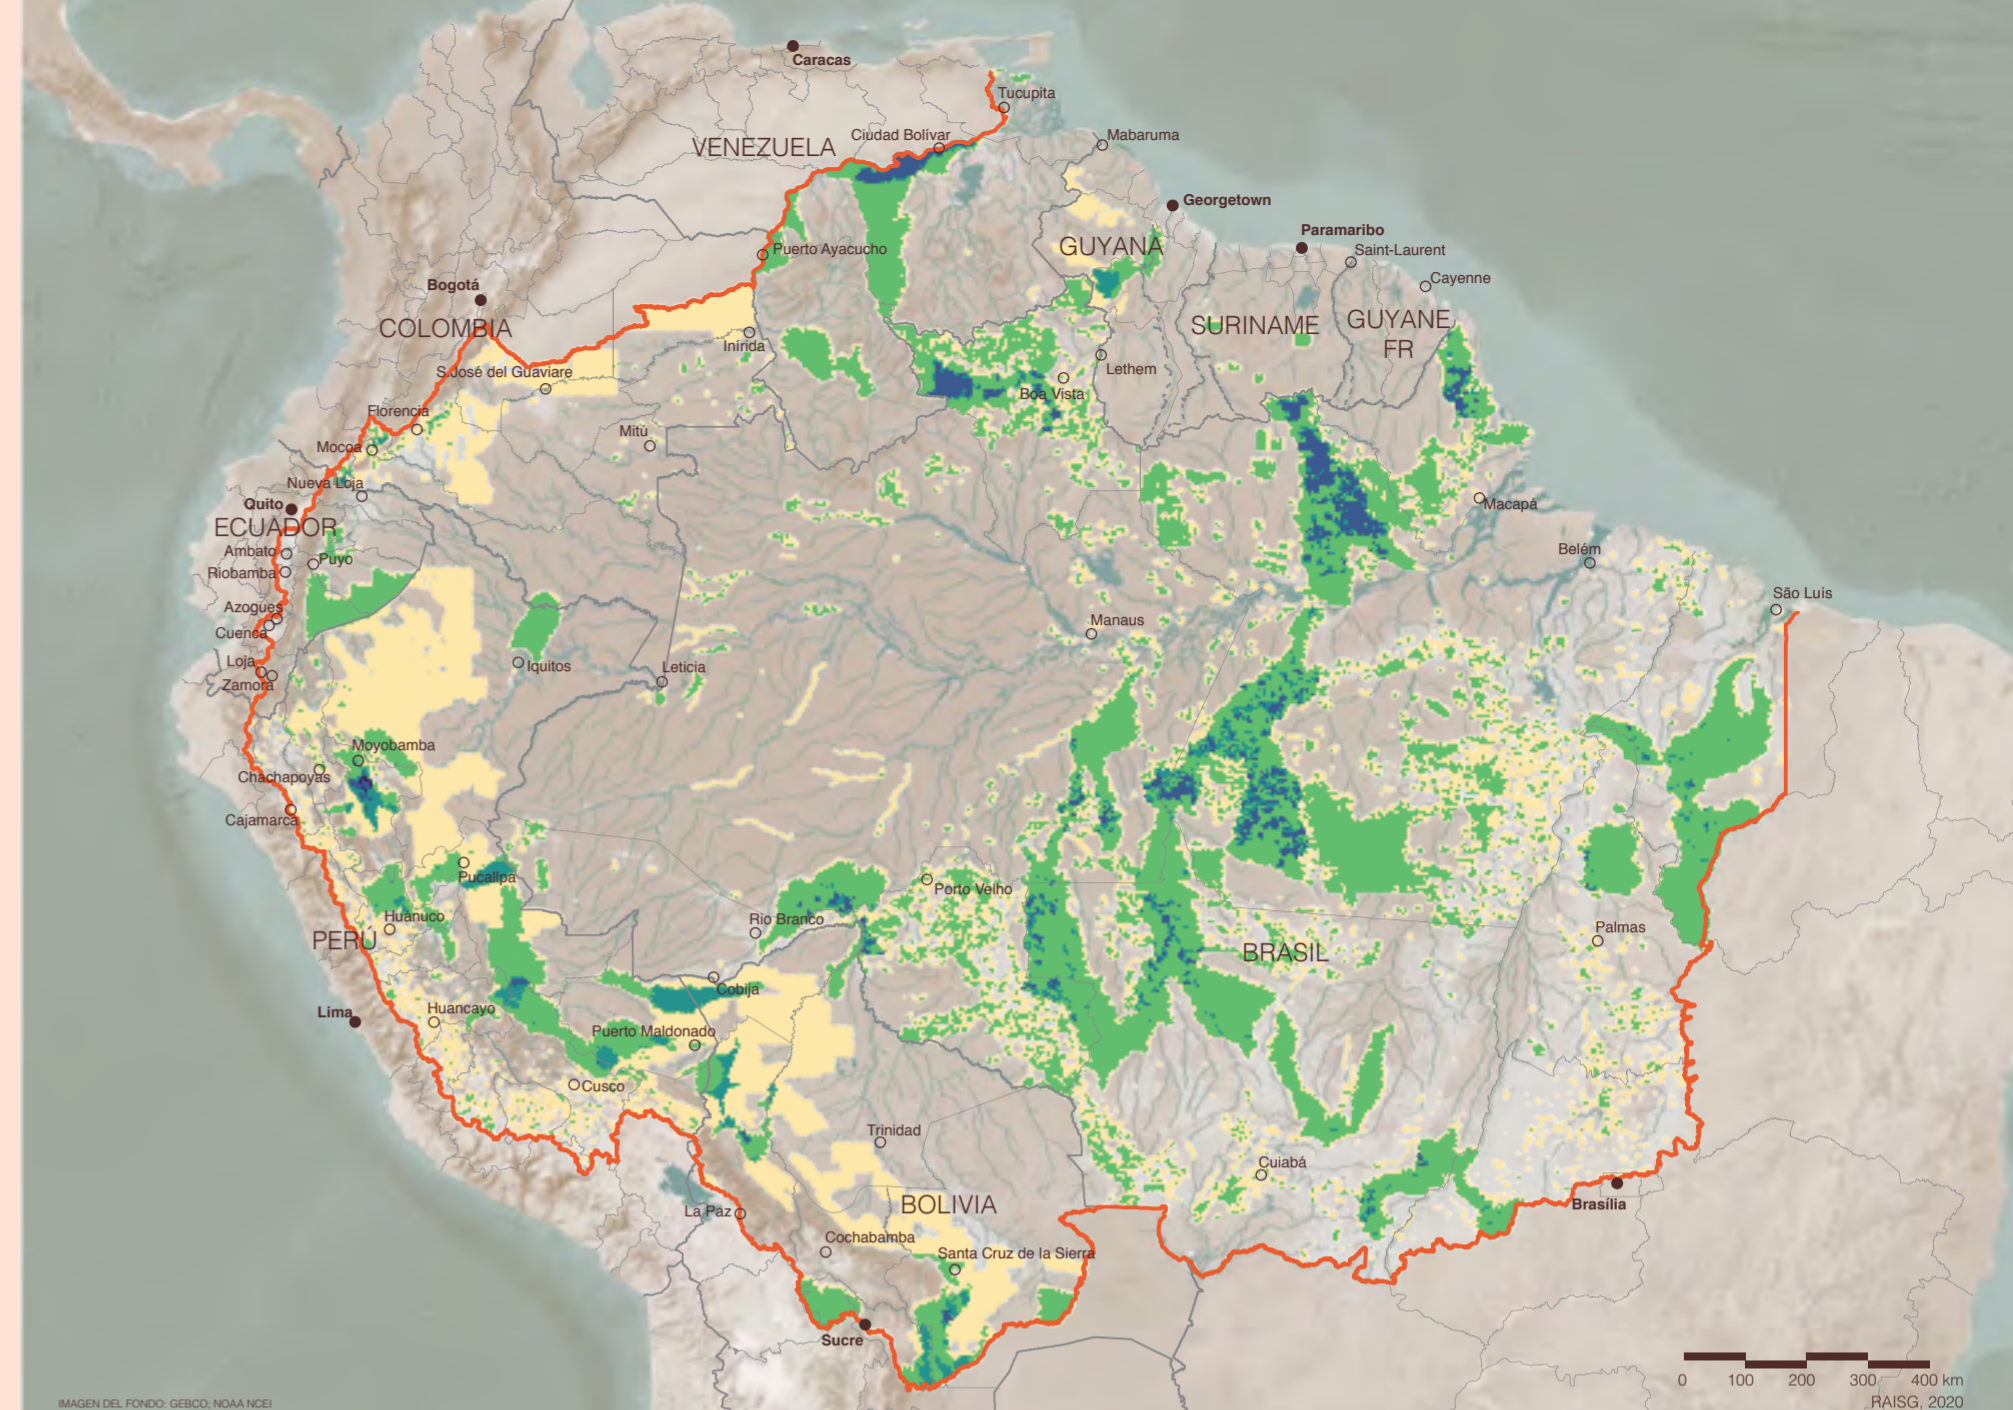 Caracas
Tucupita
VENEZUELA
Ciudad Bolívar
Mabaruma
Georgetown
Puerto Ayacucho
GUYANA
Paramaribo
Saint-Laurent
Cayenne
Bogotá
COLOMBIA
SURINAME
GUYANE
FR
Inírida
S.José del Guaviare
Lethem
Boa Vista
Florencia
Mitú
Mocoa
Nueva Loja
Quito
Macapá
ECUADOR
Ambato
Puyo
Belém
Riobamba
Azogues
São Luís
Cuenca
Manaus
Loja
Iquitos
Leticia
Zamora
Moyobamba
Chachapoyas
Cajamarca
Pucallpa
Porto Velho
Huánuco
Rio Branco
Palmas
PERÚ
BRASIL
Cobija
Lima
Huancayo
Puerto Maldonado
Cusco
Trinidad
Cuiabá
La Paz
BOLIVIA
Brasília
Cochabamba
Santa Cruz de la Sierra
Sucre
0 100 200 300 400 km
RAISG, 2020
IMAGEN DEL FONDO: GEBCO; NOAA NCEI